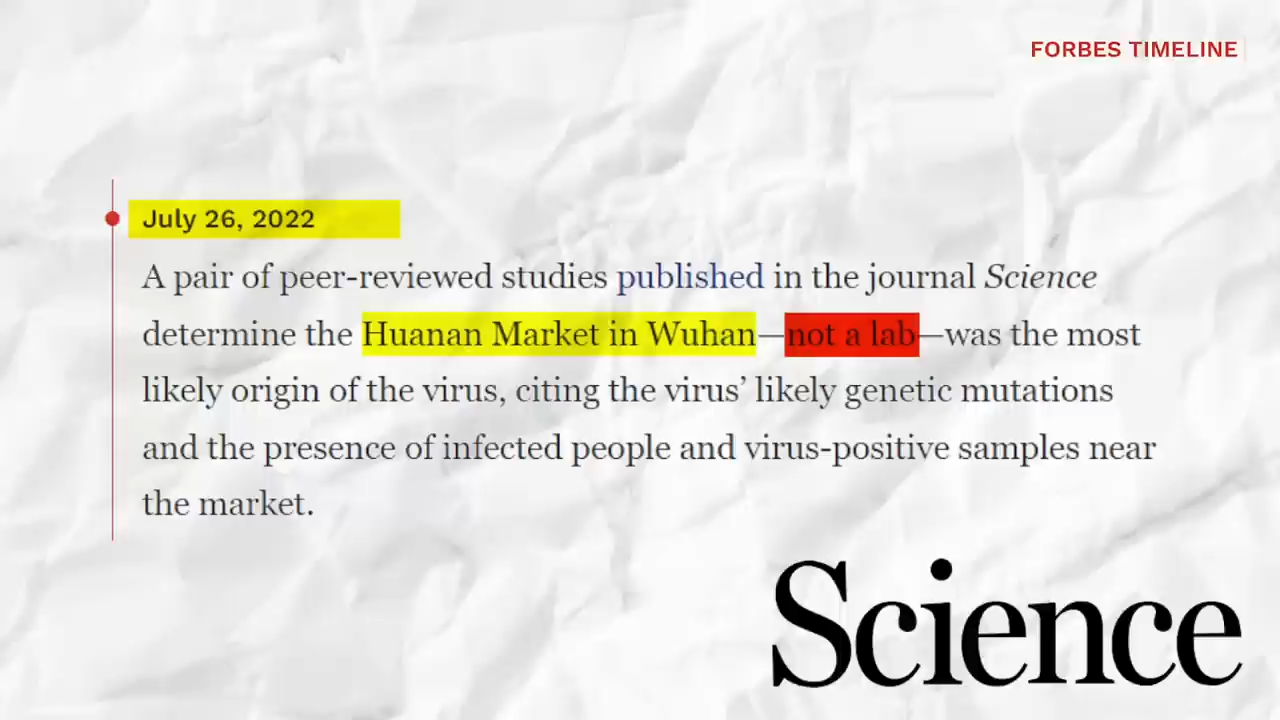 FORBES TIMELINE
July 26, 2022
A pair of peer-reviewed studies published in the journal Science
determine the Huanan Market in Wuhan—not a lab—was the most
likely origin of the virus, citing the virus’ likely genetic mutations
and the presence of infected people and virus-positive samples near
the market.
Science